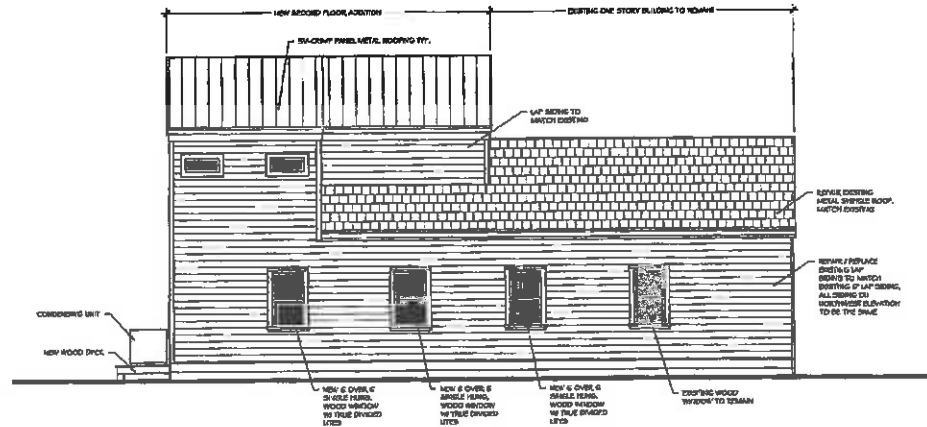 NEW SECOND FLOOR ADDITION
EXISTING ONE STORY BUILDING TO REMAIN
5V-CRIMP PANEL METAL ROOFING TYP.
LAP SIDING TO
MATCH EXISTING
REPAIR EXISTING
METAL SHINGLE ROOF,
MATCH EXISTING
REPAIR / REPLACE
EXISTING LAP
SIDING TO MATCH
EXISTING 6" LAP SIDING,
ALL SIDING ON
NORTHWEST ELEVATION
TO BE THE SAME
CONDENSING UNIT
NEW WOOD DECK
NEW 6 OVER 6
SINGLE HUNG,
WOOD WINDOW
W/ TRUE DIVIDED
LITES
NEW 6 OVER 6
SINGLE HUNG,
WOOD WINDOW
W/ TRUE DIVIDED
LITES
NEW 6 OVER 6
SINGLE HUNG,
WOOD WINDOW
W/ TRUE DIVIDED
LITES
EXISTING WOOD
WINDOW TO REMAIN